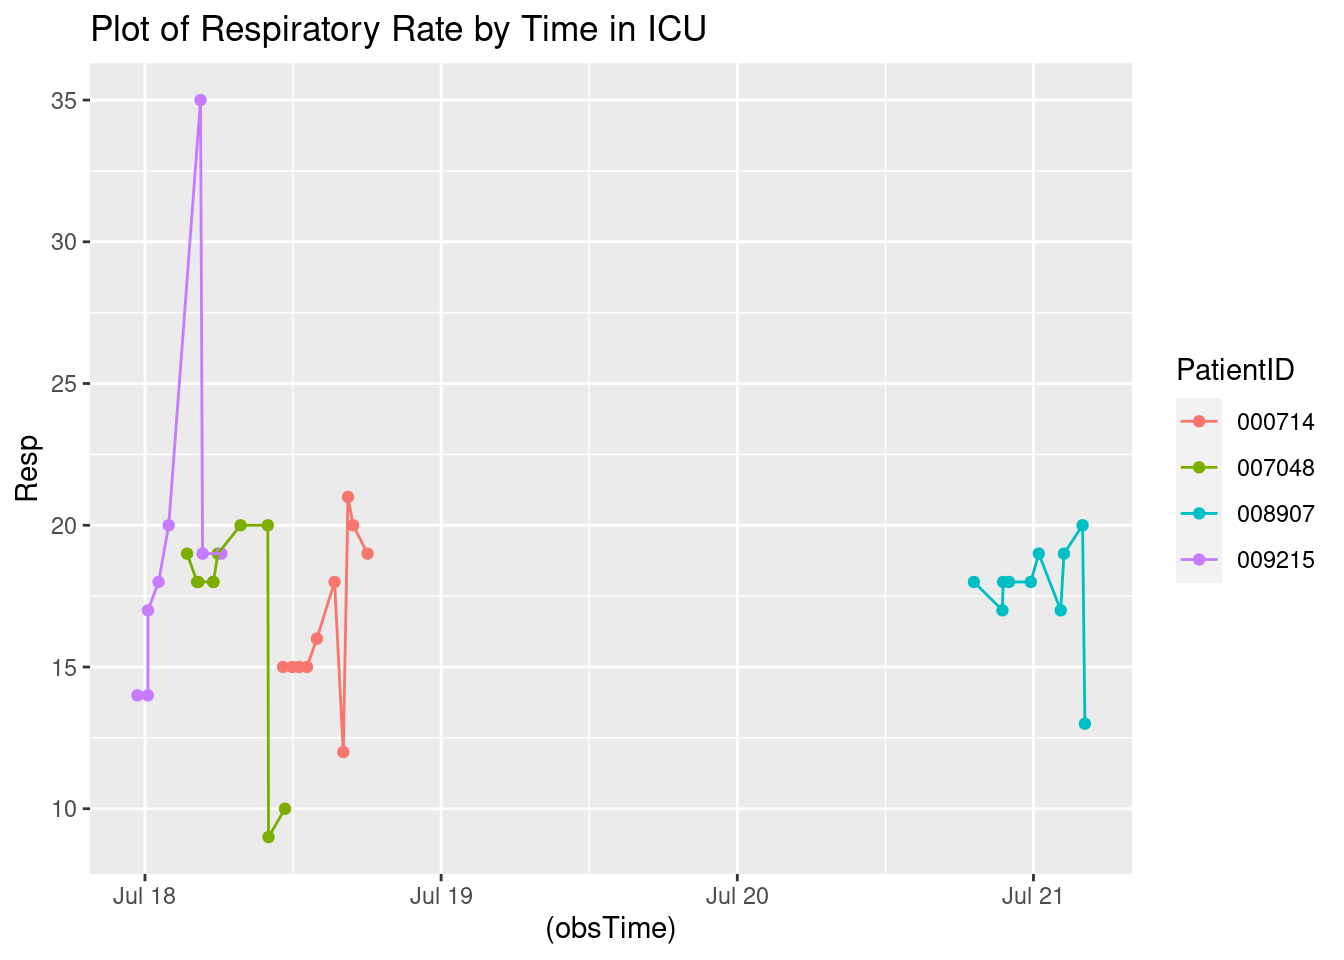 Plot of Respiratory Rate by Time in ICU
35
30
25
20
15
10
Resp
Jul 18 Jul 19 Jul 20 Jul 21
(obsTime)
PatientID
000714
007048
008907
009215